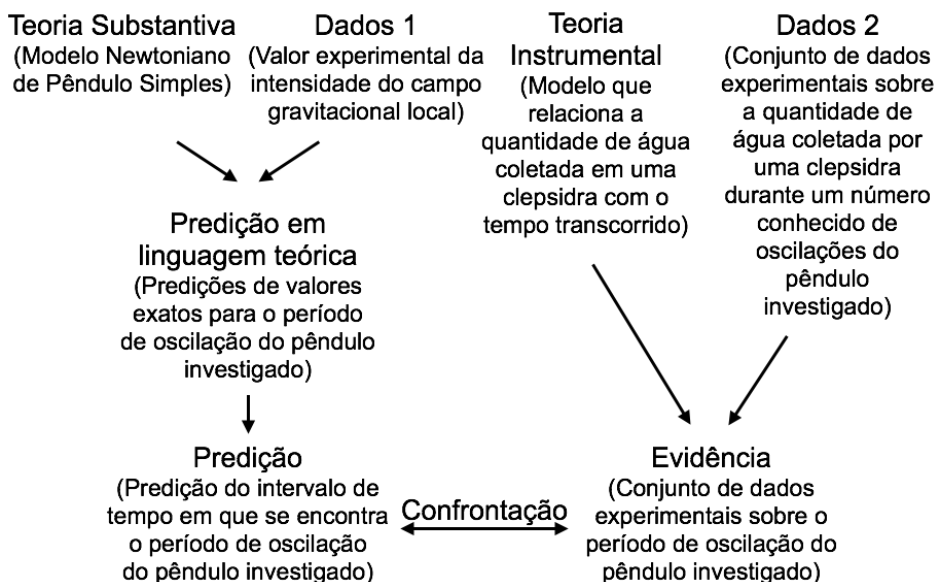 Teoria Substantiva
(Modelo Newtoniano
de Pêndulo Simples)
Dados 1
(Valor experimental da
intensidade do campo
gravitacional local)
Teoria
Instrumental
(Modelo que
relaciona a
quantidade de água
coletada em uma
clepsidra com o
tempo transcorrido)
Dados 2
(Conjunto de dados
experimentais sobre
a quantidade de
água coletada por
uma clepsidra
durante um número
conhecido de
oscilações do
pêndulo
investigado)
Predição em
linguagem teórica
(Predições de valores
exatos para o período
de oscilação do pêndulo
investigado)
Predição
(Predição do intervalo de
tempo em que se encontra
o período de oscilação
do pêndulo investigado)
Confrontação
Evidência
(Conjunto de dados
experimentais sobre o
período de oscilação do
pêndulo investigado)